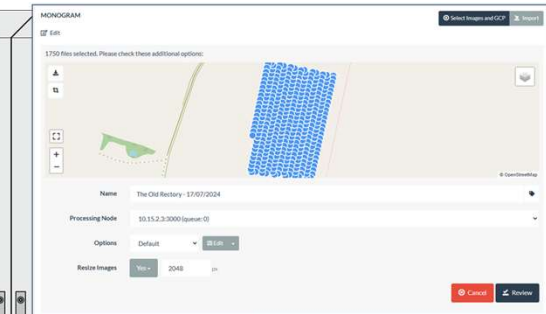 MONOGRAM
Select Images and GCP
Import
Edit
1750 files selected. Please check these additional options:
+
−
© OpenStreetMap
Name
The Old Rectory - 17/07/2024
Processing Node
10.15.2.3:3000 (queue: 0)
Options
Default
Edit
Resize Images
Yes
2048
px
Cancel
Review